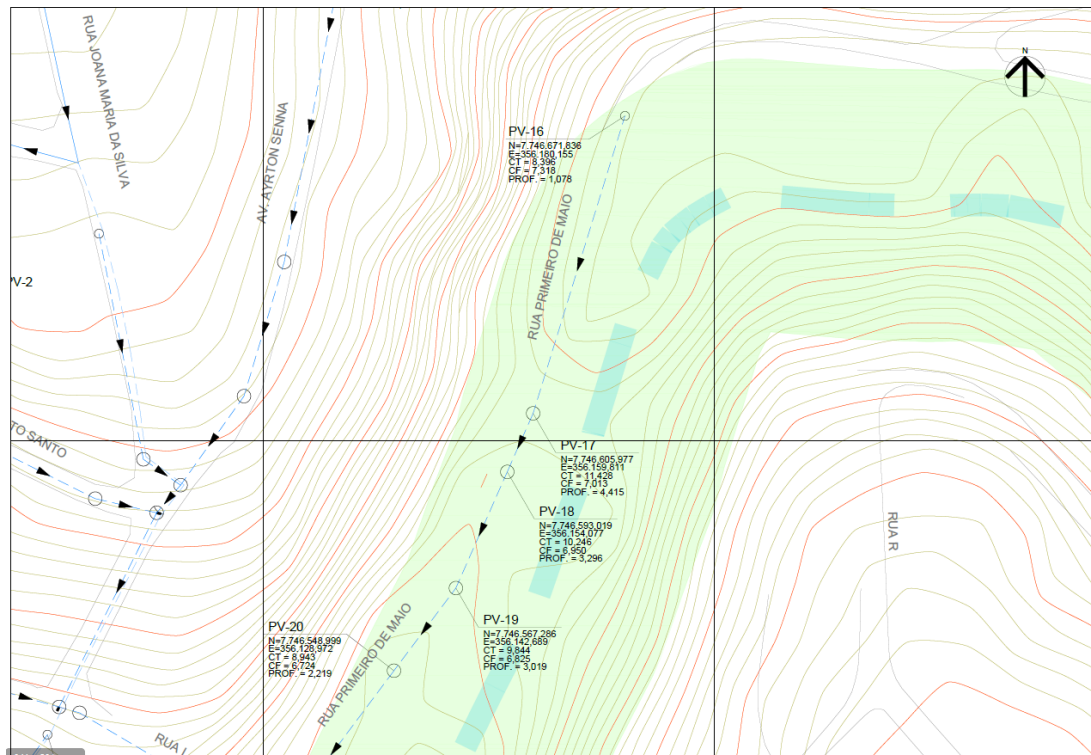 RUA JOANA MARIA DA SILVA
AV. AYRTON SENNA
N
PV-16
N=7.746.671,836
E=356.180,155
CT = 8,396
CF = 7,318
PROF. = 1,078
RUA PRIMEIRO DE MAIO
PV-2
TO SANTO
PV-17
N=7.746.605,977
E=356.159,811
CT = 11,428
CF = 7,013
PROF. = 4,415
PV-18
N=7.746.593,019
E=356.154,077
CT = 10,246
CF = 6,950
PROF. = 3,296
RUA R
PV-19
N=7.746.567,286
E=356.142,689
CT = 9,844
CF = 6,825
PROF. = 3,019
PV-20
N=7.746.548,999
E=356.128,972
CT = 8,943
CF = 6,724
PROF. = 2,219
RUA PRIMEIRO DE MAIO
RUA I